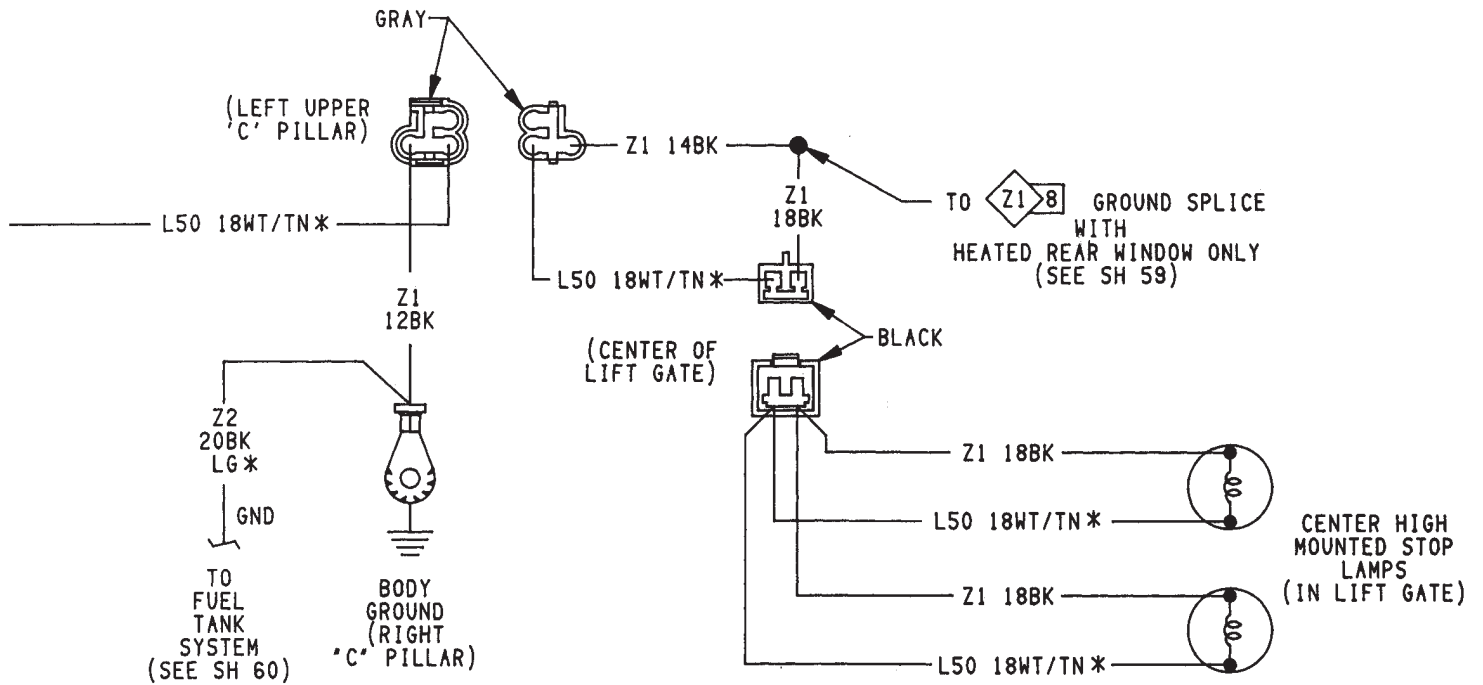 GRAY
(LEFT UPPER
'C' PILLAR)
Z1 14BK
Z1
18BK
TO Z1 8 GROUND SPLICE
WITH
HEATED REAR WINDOW ONLY
(SEE SH 59)
L50 18WT/TN*
L50 18WT/TN*
Z1
12BK
BLACK
(CENTER OF
LIFT GATE)
Z2
20BK
LG*
GND
Z1 18BK
L50 18WT/TN*
CENTER HIGH
MOUNTED STOP
LAMPS
(IN LIFT GATE)
TO
FUEL
TANK
SYSTEM
(SEE SH 60)
BODY
GROUND
(RIGHT
"C" PILLAR)
Z1 18BK
L50 18WT/TN*